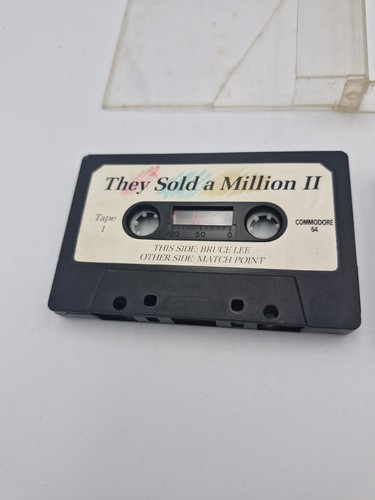 They Sold a Million II
Tape
1
COMMODORE
64
100 50 0
THIS SIDE: BRUCE LEE
OTHER SIDE: MATCH POINT